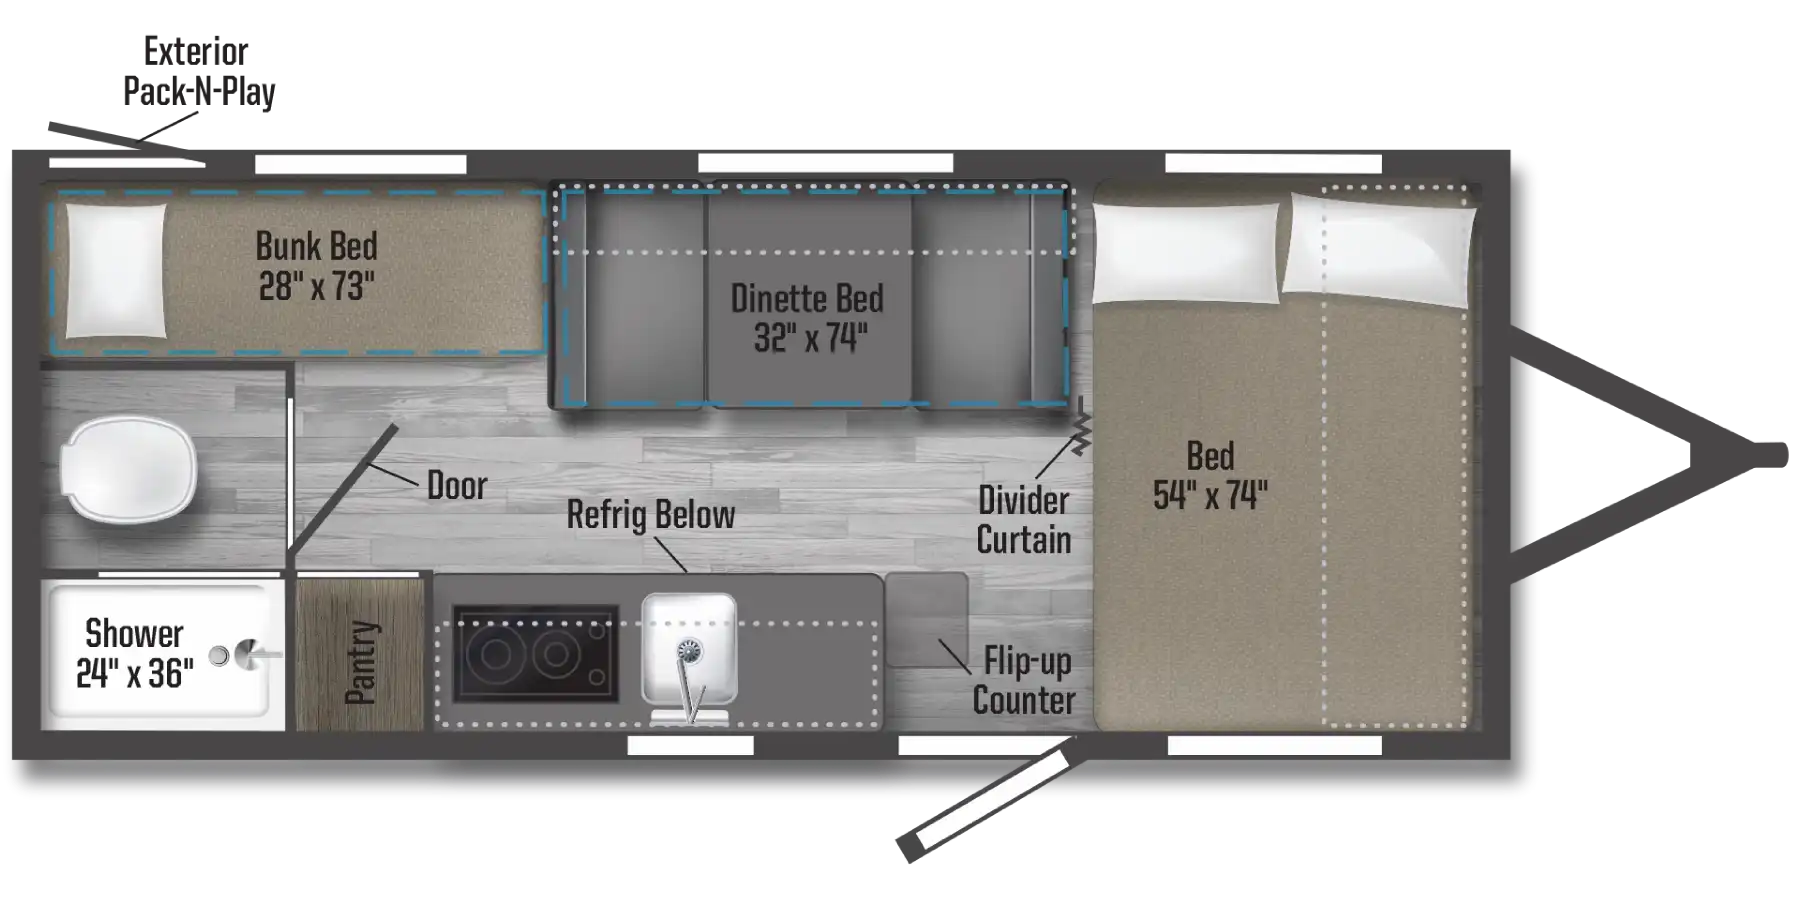 Exterior
Pack-N-Play
Bunk Bed
28" x 73"
Dinette Bed
32" x 74"
Bed
54" x 74"
Door
Refrig Below
Divider
Curtain
Shower
24" x 36"
Pantry
Flip-up
Counter